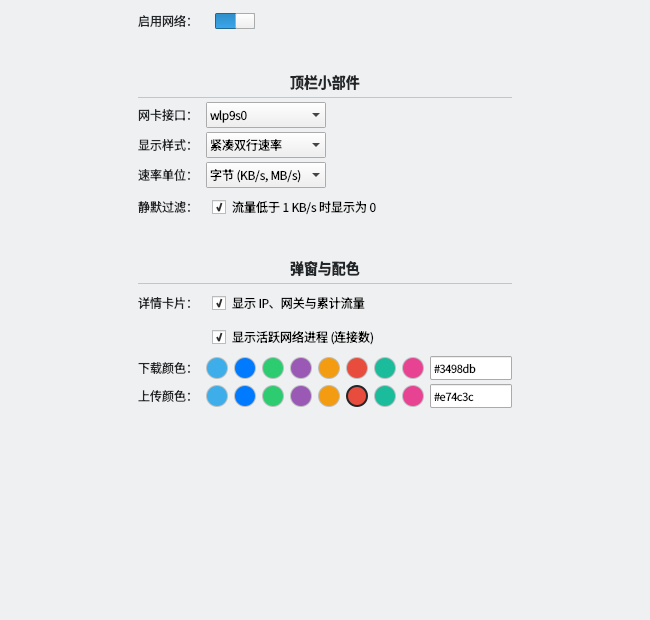 启用网络：
顶栏小部件
网卡接口： wlp9s0
显示样式： 紧凑双行速率
速率单位： 字节 (KB/s, MB/s)
静默过滤： 流量低于 1 KB/s 时显示为 0
弹窗与配色
详情卡片： 显示 IP、网关与累计流量
显示活跃网络进程 (连接数)
下载颜色： #3498db
上传颜色： #e74c3c